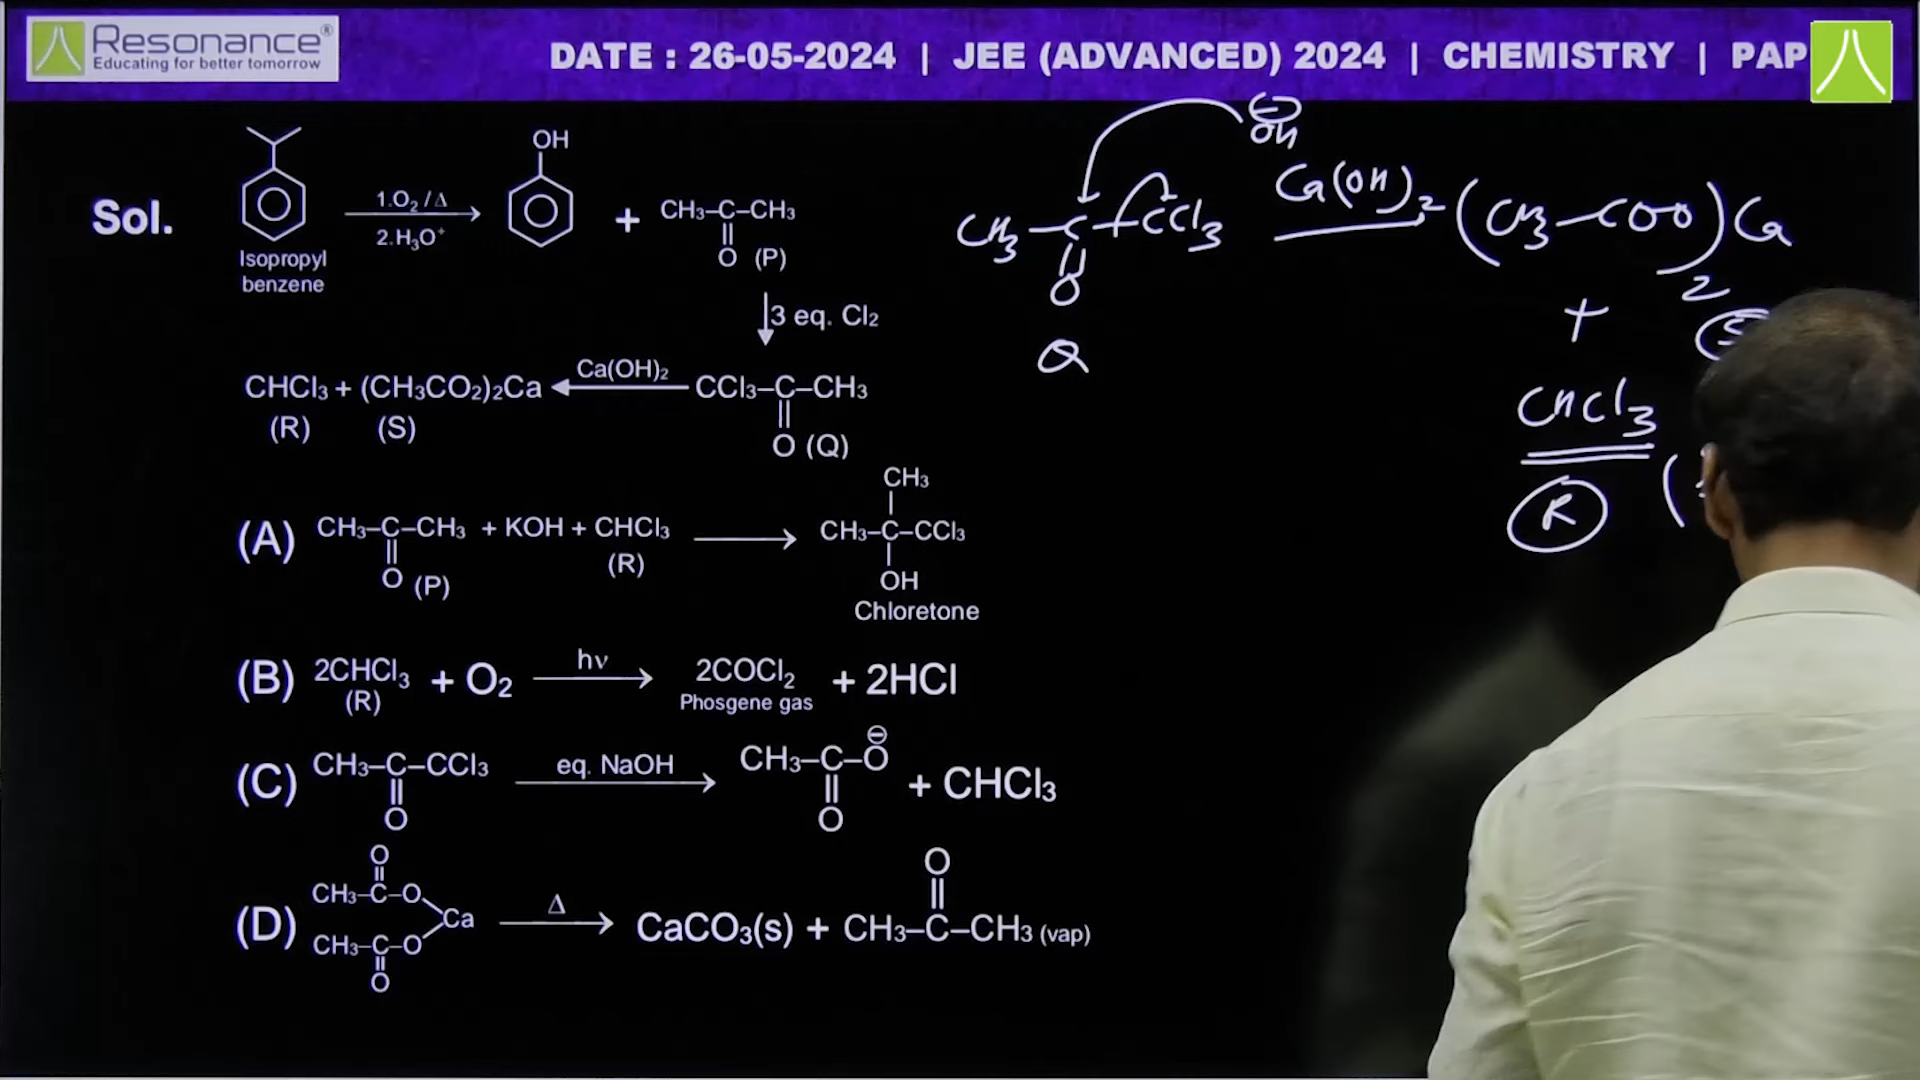 Resonance®
Educating for better tomorrow
DATE : 26-05-2024 | JEE (ADVANCED) 2024 | CHEMISTRY | PAP
Sol.
Isopropyl
benzene
1.O₂ / Δ
2.H₃O⁺
OH
+
CH₃–C–CH₃
O (P)
3 eq. Cl₂
CHCl₃ + (CH₃CO₂)₂Ca
(R) (S)
Ca(OH)₂
CCl₃–C–CH₃
O (Q)
(A) CH₃–C–CH₃ + KOH + CHCl₃
O (P) (R)
CH₃
CH₃–C–CCl₃
OH
Chloretone
(B) 2CHCl₃ + O₂ hν 2COCl₂ + 2HCl
(R) Phosgene gas
(C) CH₃–C–CCl₃ eq. NaOH CH₃–C–O⊖ + CHCl₃
O O
(D)
O
CH₃–C–O
Ca
CH₃–C–O
O
Δ
CaCO₃(s) + CH₃–C–CH₃ (vap)
O
⊖
OH
CH₃–C–CCl₃ Ca(OH)₂ (CH₃–COO)₂Ca
O
Q
+
CHCl₃
R